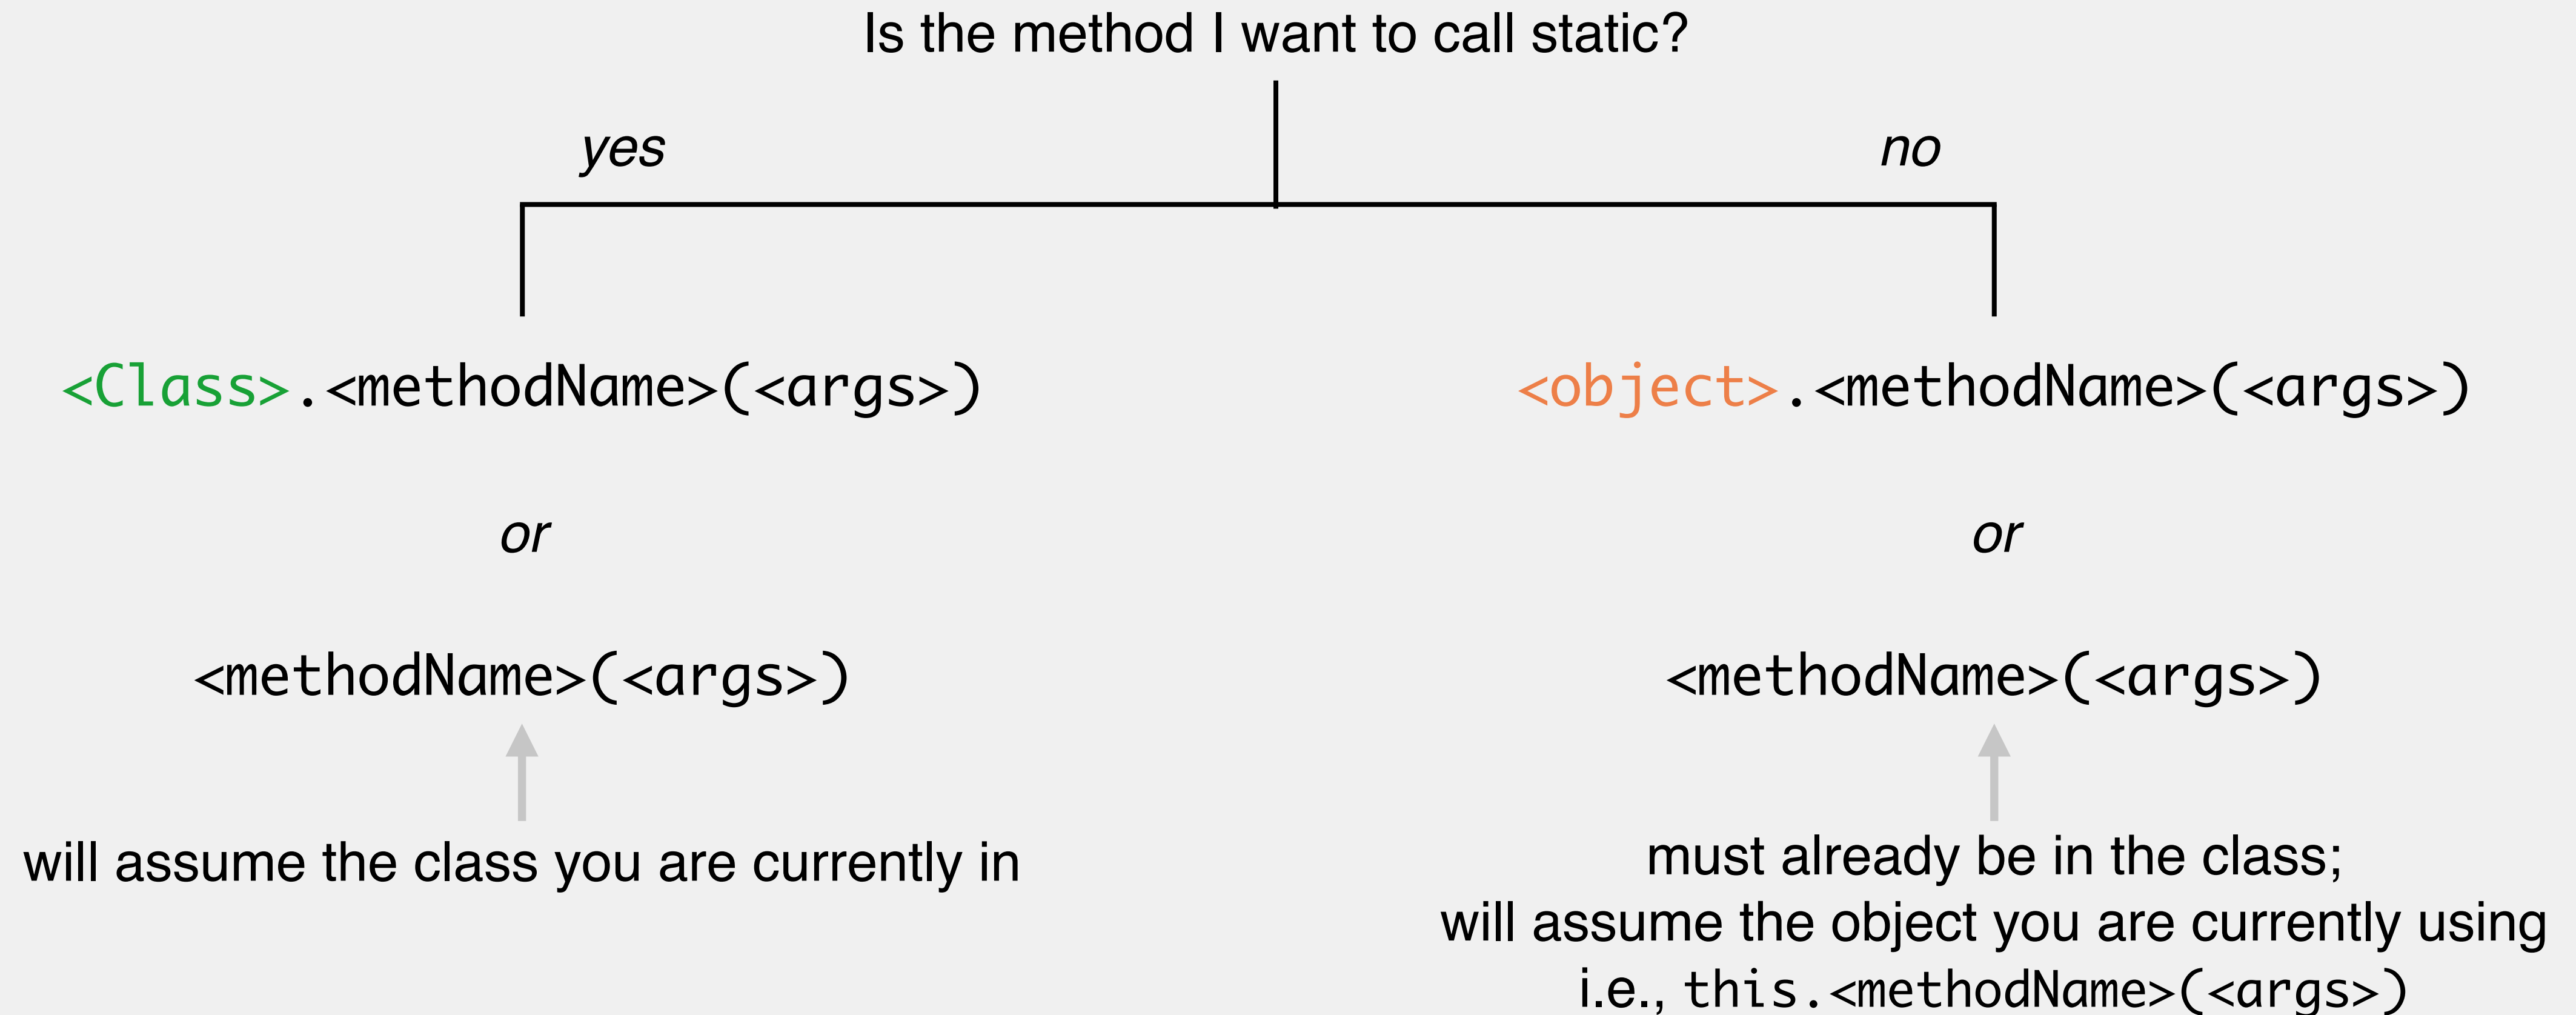 Is the method I want to call static?
yes
no
<Class>.<methodName>(<args>)
<object>.<methodName>(<args>)
or
or
<methodName>(<args>)
<methodName>(<args>)
will assume the class you are currently in
must already be in the class;
will assume the object you are currently using
i.e., this.<methodName>(<args>)